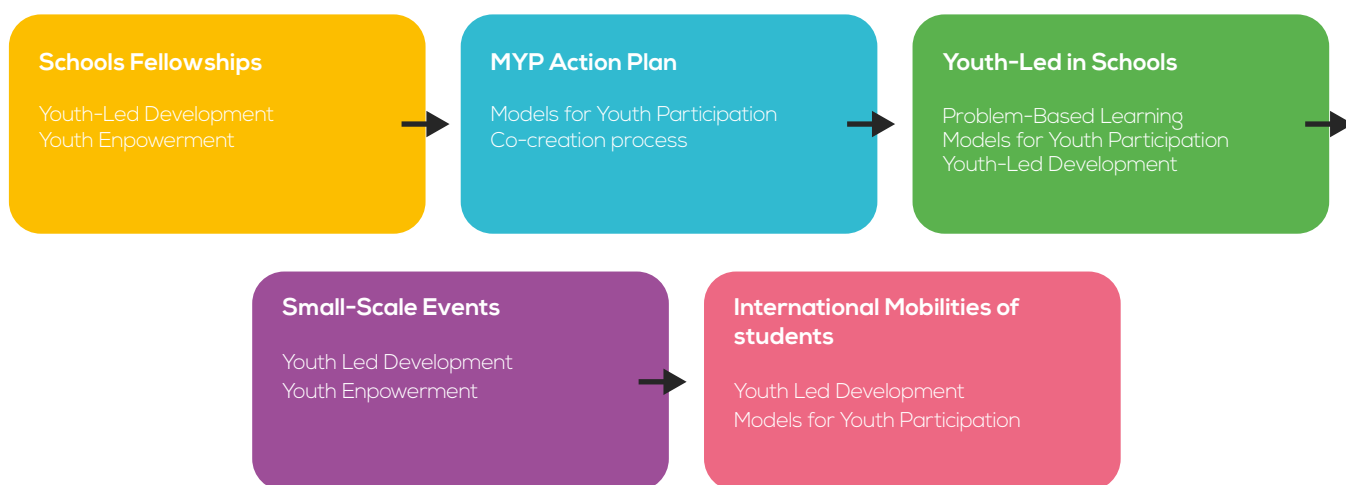 Schools Fellowships
Youth-Led Development
Youth Enpowerment
MYP Action Plan
Models for Youth Participation
Co-creation process
Youth-Led in Schools
Problem-Based Learning
Models for Youth Participation
Youth-Led Development
Small-Scale Events
Youth Led Development
Youth Enpowerment
International Mobilities of
students
Youth Led Development
Models for Youth Participation